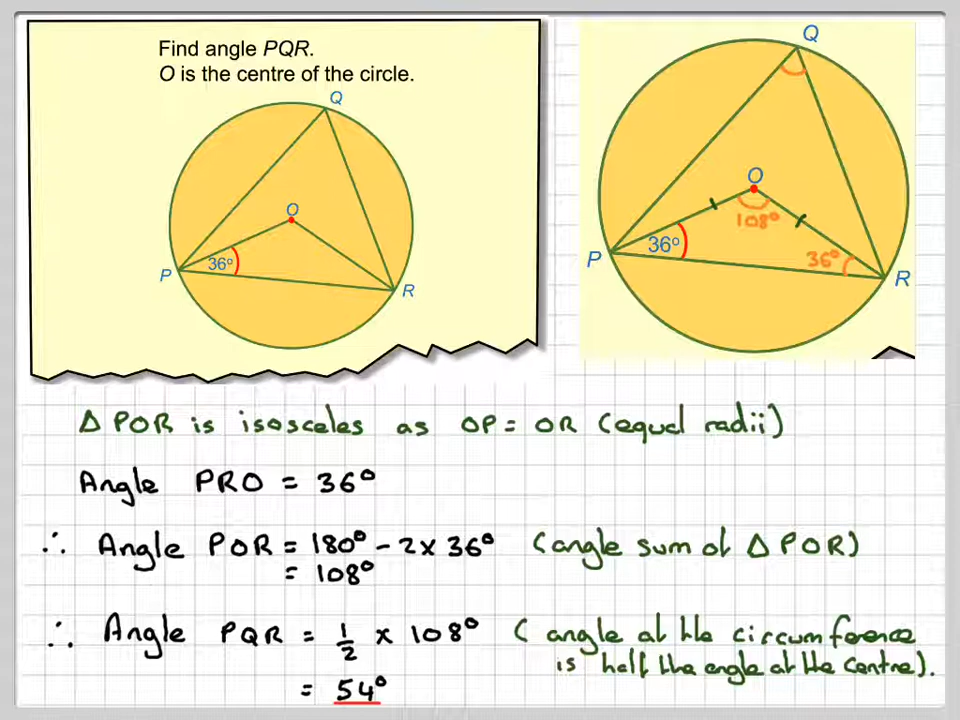 Find angle PQR.
O is the centre of the circle.
Q
O
36°
P
R
Q
O
108°
36°
36°
P
R
Δ POR is isosceles as OP = OR (equal radii)
Angle PRO = 36°
∴ Angle POR = 180° - 2 x 36° (angle sum of Δ POR)
= 108°
∴ Angle PQR = 1/2 x 108° (angle at the circumference
is half the angle at the centre).
= 54°